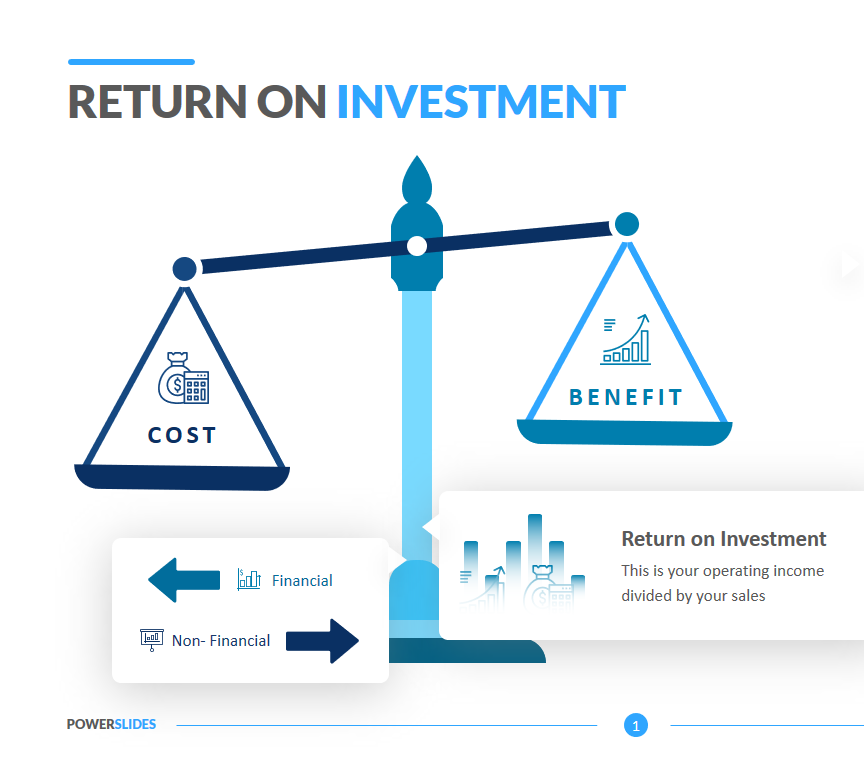 RETURN ON INVESTMENT
BENEFIT
COST
Return on Investment
This is your operating income
divided by your sales
Financial
Non- Financial
POWERSLIDES
1